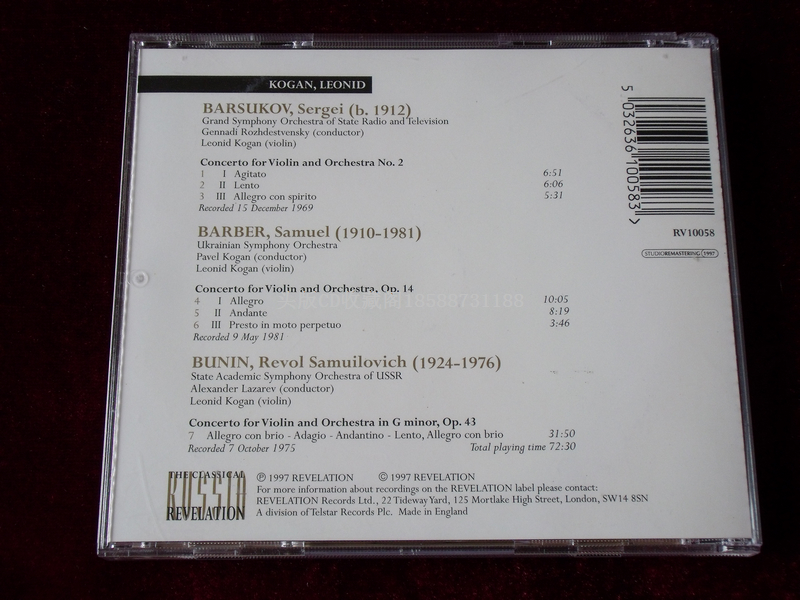 KOGAN, LEONID
BARSUKOV, Sergei (b. 1912)
Grand Symphony Orchestra of State Radio and Television
Gennadi Rozhdestvensky (conductor)
Leonid Kogan (violin)
Concerto for Violin and Orchestra No. 2
1 I Agitato 6:51
2 II Lento 6:06
3 III Allegro con spirito 5:31
Recorded 15 December 1969
BARBER, Samuel (1910-1981)
Ukrainian Symphony Orchestra
Pavel Kogan (conductor)
Leonid Kogan (violin)
Concerto for Violin and Orchestra, Op. 14
4 I Allegro 10:05
5 II Andante 8:19
6 III Presto in moto perpetuo 3:46
Recorded 9 May 1981
BUNIN, Revol Samuilovich (1924-1976)
State Academic Symphony Orchestra of USSR
Alexander Lazarev (conductor)
Leonid Kogan (violin)
Concerto for Violin and Orchestra in G minor, Op. 43
7 Allegro con brio - Adagio - Andantino - Lento, Allegro con brio 31:50
Recorded 7 October 1975 Total playing time 72:30
5 032636 100583 >
RV10058
STUDIO REMASTERING 1997
THE CLASSICAL
RUSSIA
REVELATION
℗ 1997 REVELATION © 1997 REVELATION
For more information about recordings on the REVELATION label please contact:
REVELATION Records Ltd., 22 Tideway Yard, 125 Mortlake High Street, London, SW14 8SN
A division of Telstar Records Plc. Made in England